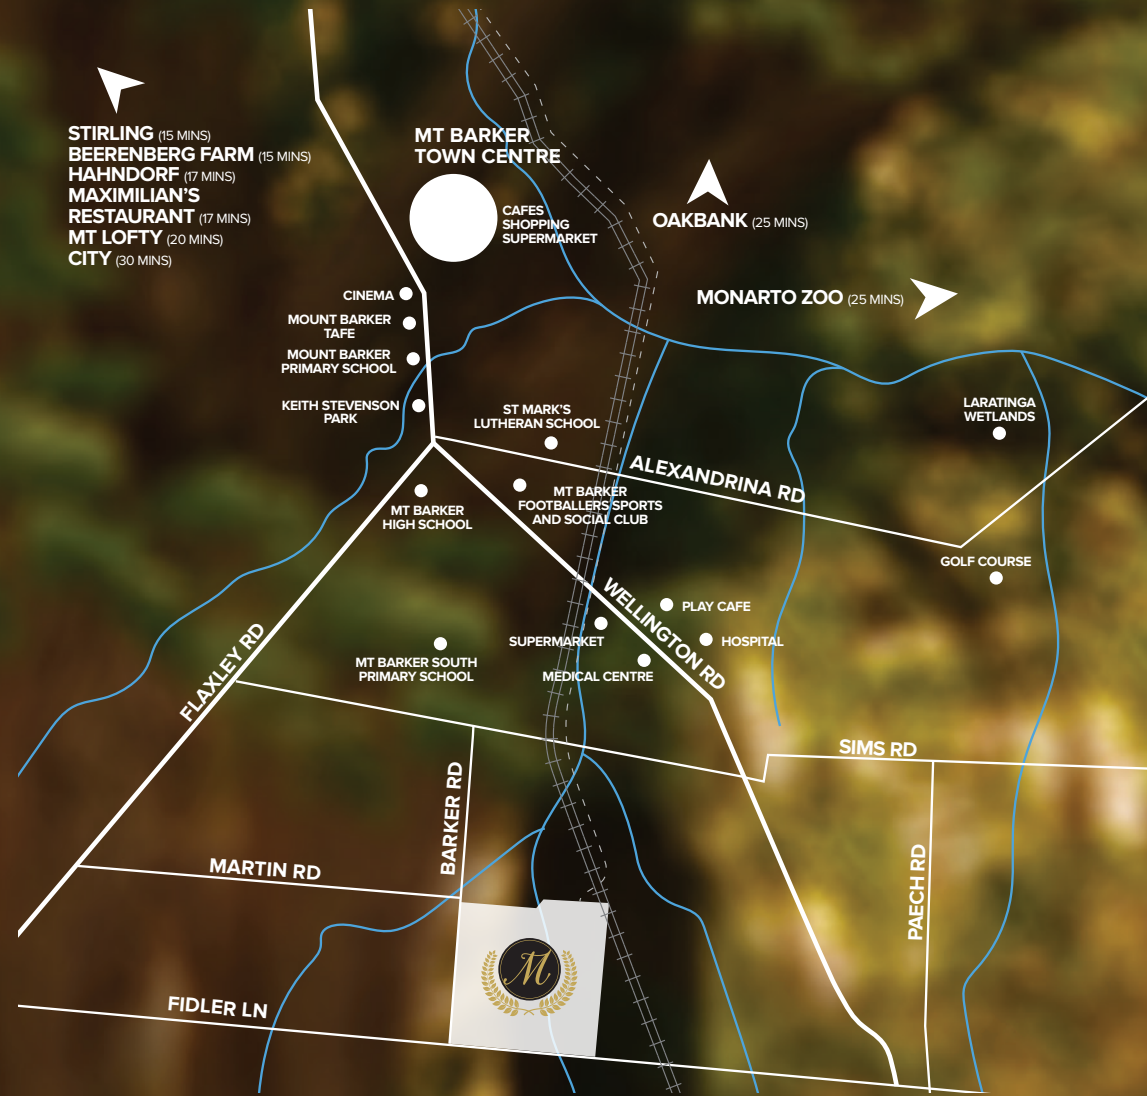 STIRLING (15 MINS)
BEERENBERG FARM (15 MINS)
HAHNDORF (17 MINS)
MAXIMILIAN'S
RESTAURANT (17 MINS)
MT LOFTY (20 MINS)
CITY (30 MINS)
MT BARKER
TOWN CENTRE
CAFES
SHOPPING
SUPERMARKET
OAKBANK (25 MINS)
MONARTO ZOO (25 MINS)
CINEMA
MOUNT BARKER
TAFE
MOUNT BARKER
PRIMARY SCHOOL
KEITH STEVENSON
PARK
ST MARK'S
LUTHERAN SCHOOL
LARATINGA
WETLANDS
ALEXANDRINA RD
MT BARKER
HIGH SCHOOL
MT BARKER
FOOTBALLERS SPORTS
AND SOCIAL CLUB
GOLF COURSE
WELLINGTON RD
PLAY CAFE
SUPERMARKET
HOSPITAL
MEDICAL CENTRE
MT BARKER SOUTH
PRIMARY SCHOOL
FLAXLEY RD
SIMS RD
BARKER RD
MARTIN RD
PAECH RD
M
FIDLER LN